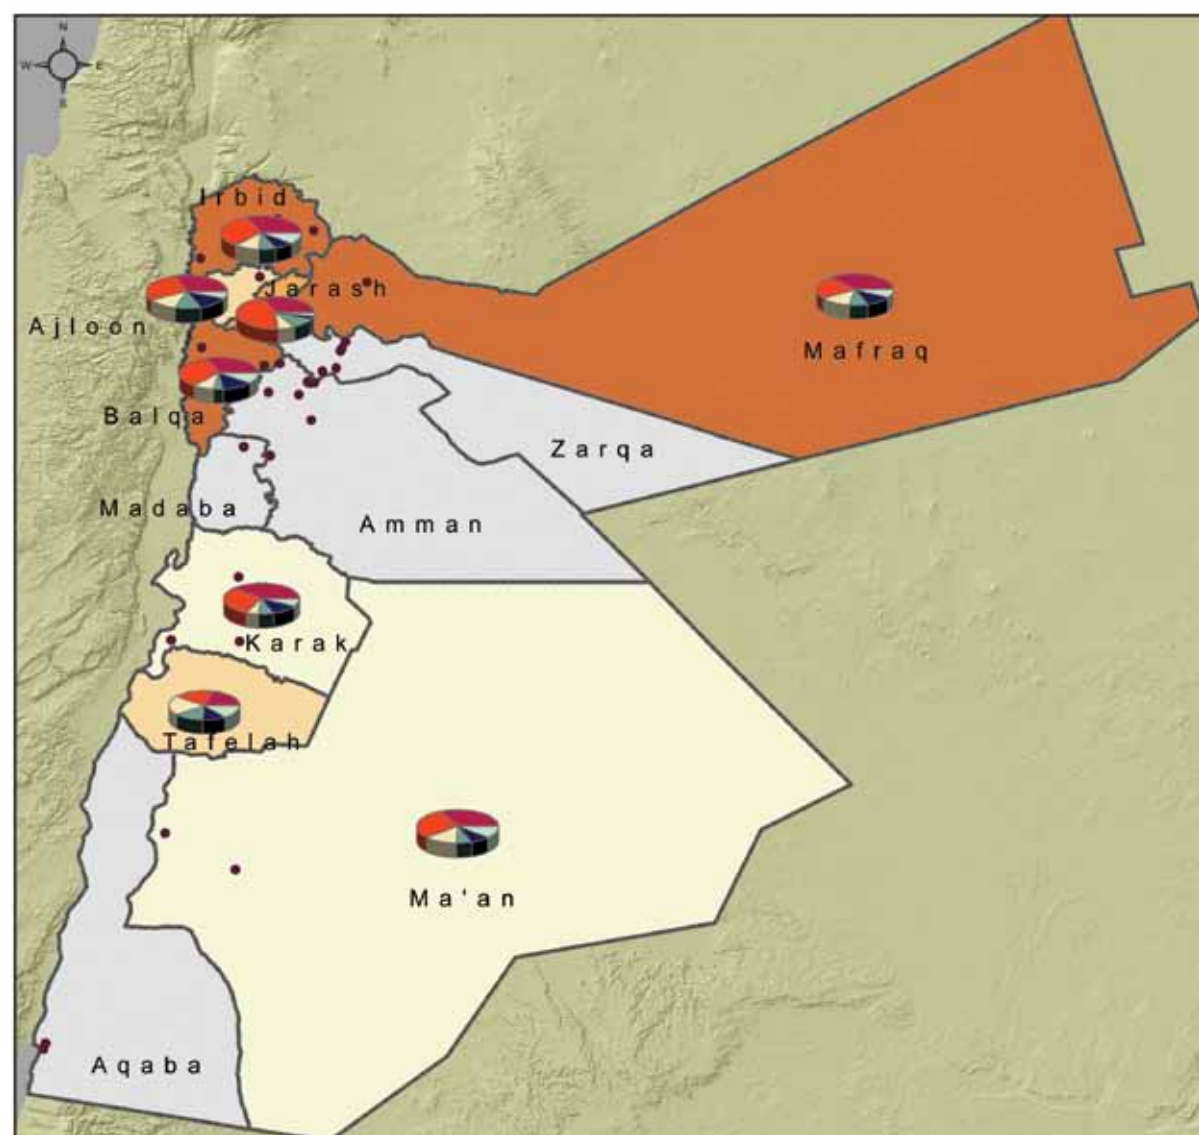 N
W E
S
Irbid
Jarash
Ajloon
Mafraq
Balqa
Zarqa
Madaba
Amman
Karak
Tafelah
Ma'an
Aqaba